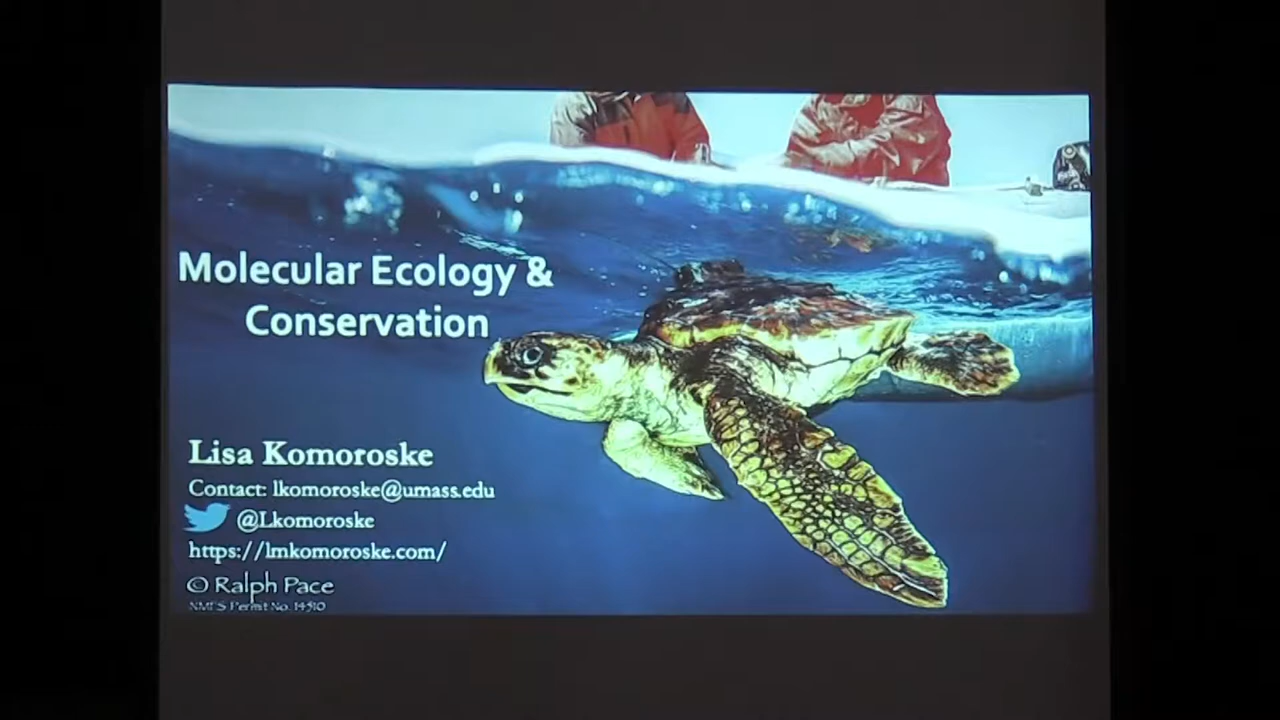 Molecular Ecology &
Conservation
Lisa Komoroske
Contact: lkomoroske@umass.edu
@Lkomoroske
https://lmkomoroske.com/
© Ralph Pace
NMFS Permit No. 14510